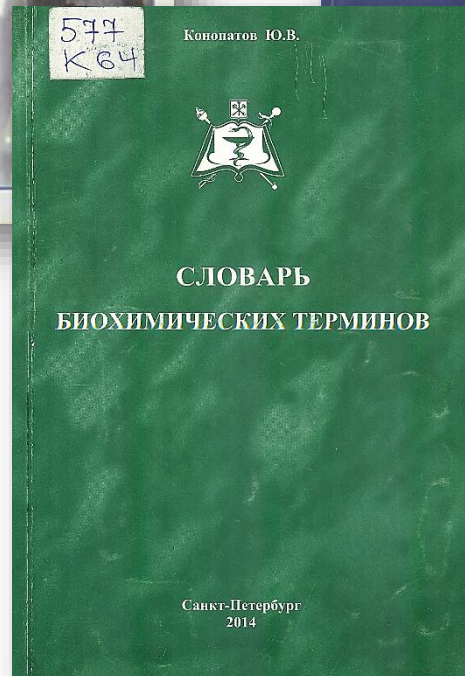 577
К 64
Конопатов Ю.В.
СЛОВАРЬ
БИОХИМИЧЕСКИХ ТЕРМИНОВ
Санкт-Петербург
2014